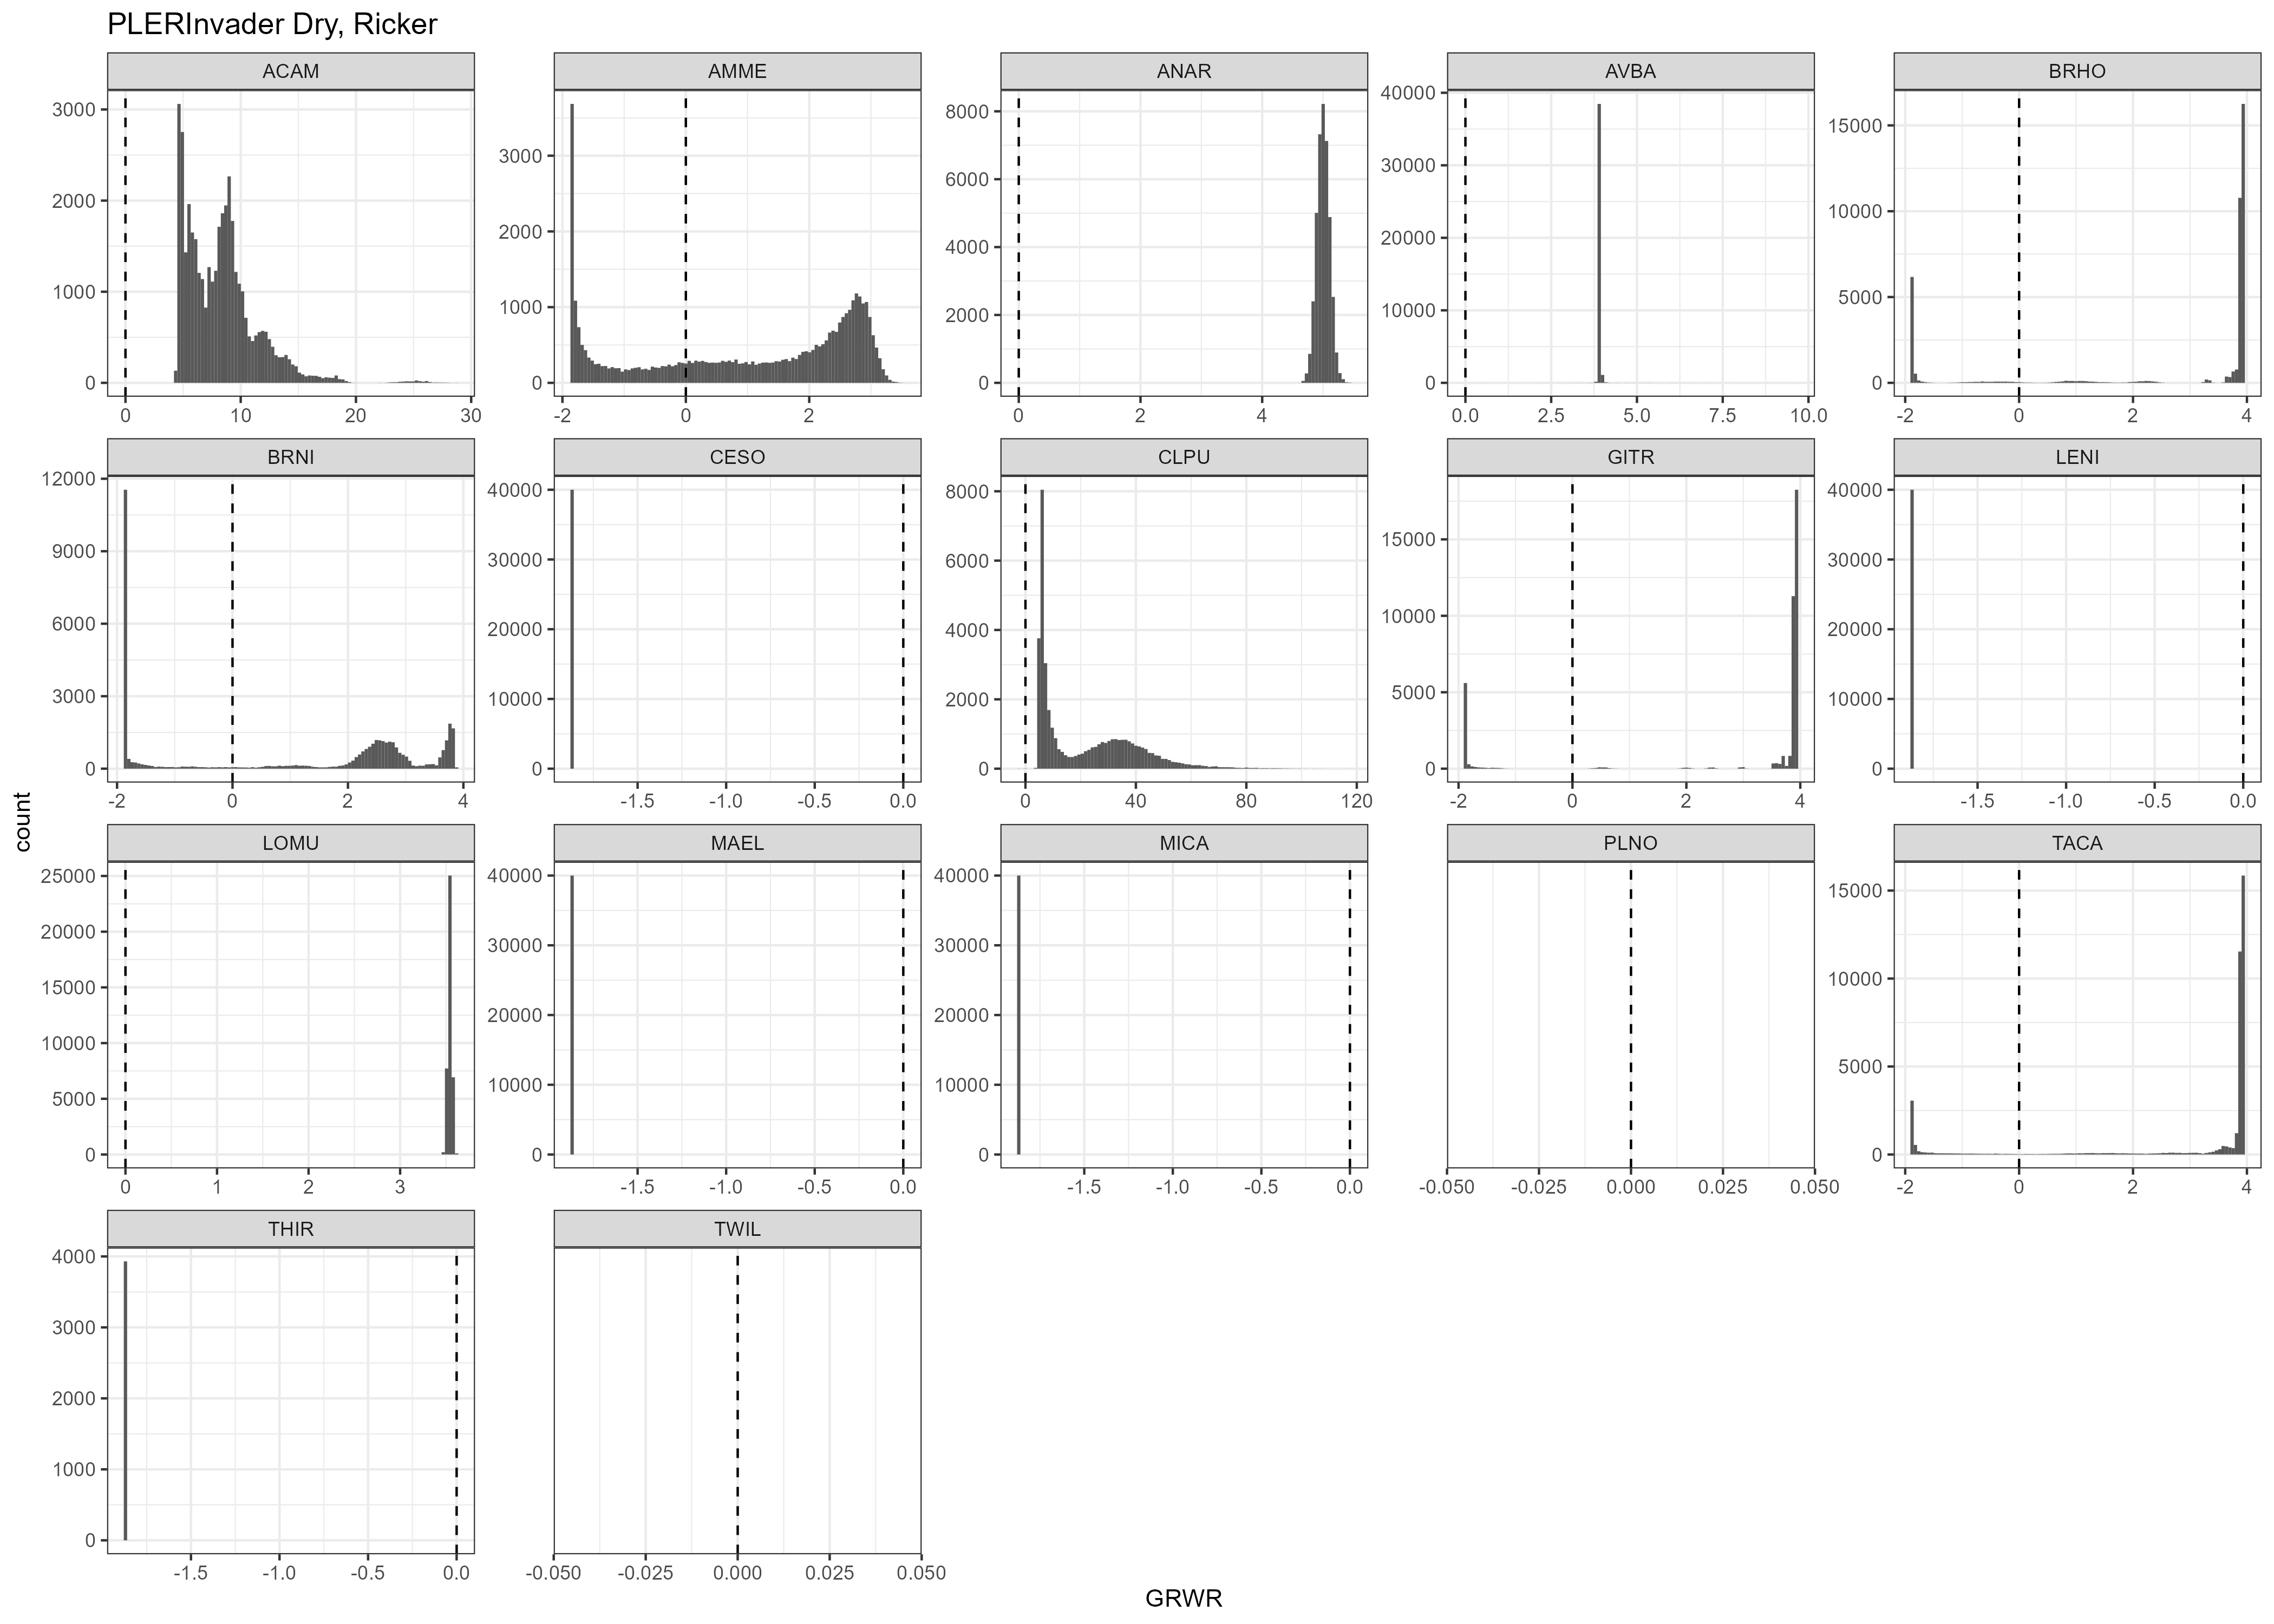 PLERInvader Dry, Ricker
ACAM AMME ANAR AVBA BRHO
3000 2000 1000 0
0 10 20 30
3000 2000 1000 0
-2 0 2
8000 6000 4000 2000 0
0 2 4
40000 30000 20000 10000 0
0.0 2.5 5.0 7.5 10.0
15000 10000 5000 0
-2 0 2 4
BRNI CESO CLPU GITR LENI
12000 9000 6000 3000 0
-2 0 2 4
40000 30000 20000 10000 0
-1.5 -1.0 -0.5 0.0
8000 6000 4000 2000 0
0 40 80 120
15000 10000 5000 0
-2 0 2 4
40000 30000 20000 10000 0
-1.5 -1.0 -0.5 0.0
count
LOMU MAEL MICA PLNO TACA
25000 20000 15000 10000 5000 0
0 1 2 3
40000 30000 20000 10000 0
-1.5 -1.0 -0.5 0.0
40000 30000 20000 10000 0
-1.5 -1.0 -0.5 0.0
-0.050 -0.025 0.000 0.025 0.050
15000 10000 5000 0
-2 0 2 4
THIR TWIL
4000 3000 2000 1000 0
-1.5 -1.0 -0.5 0.0
-0.050 -0.025 0.000 0.025 0.050
GRWR